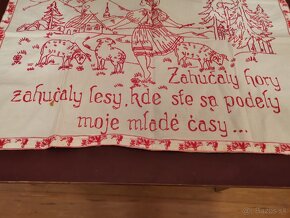 Zahučaly hory
zahučaly lesy, kde ste sa podely
moje mladé časy...